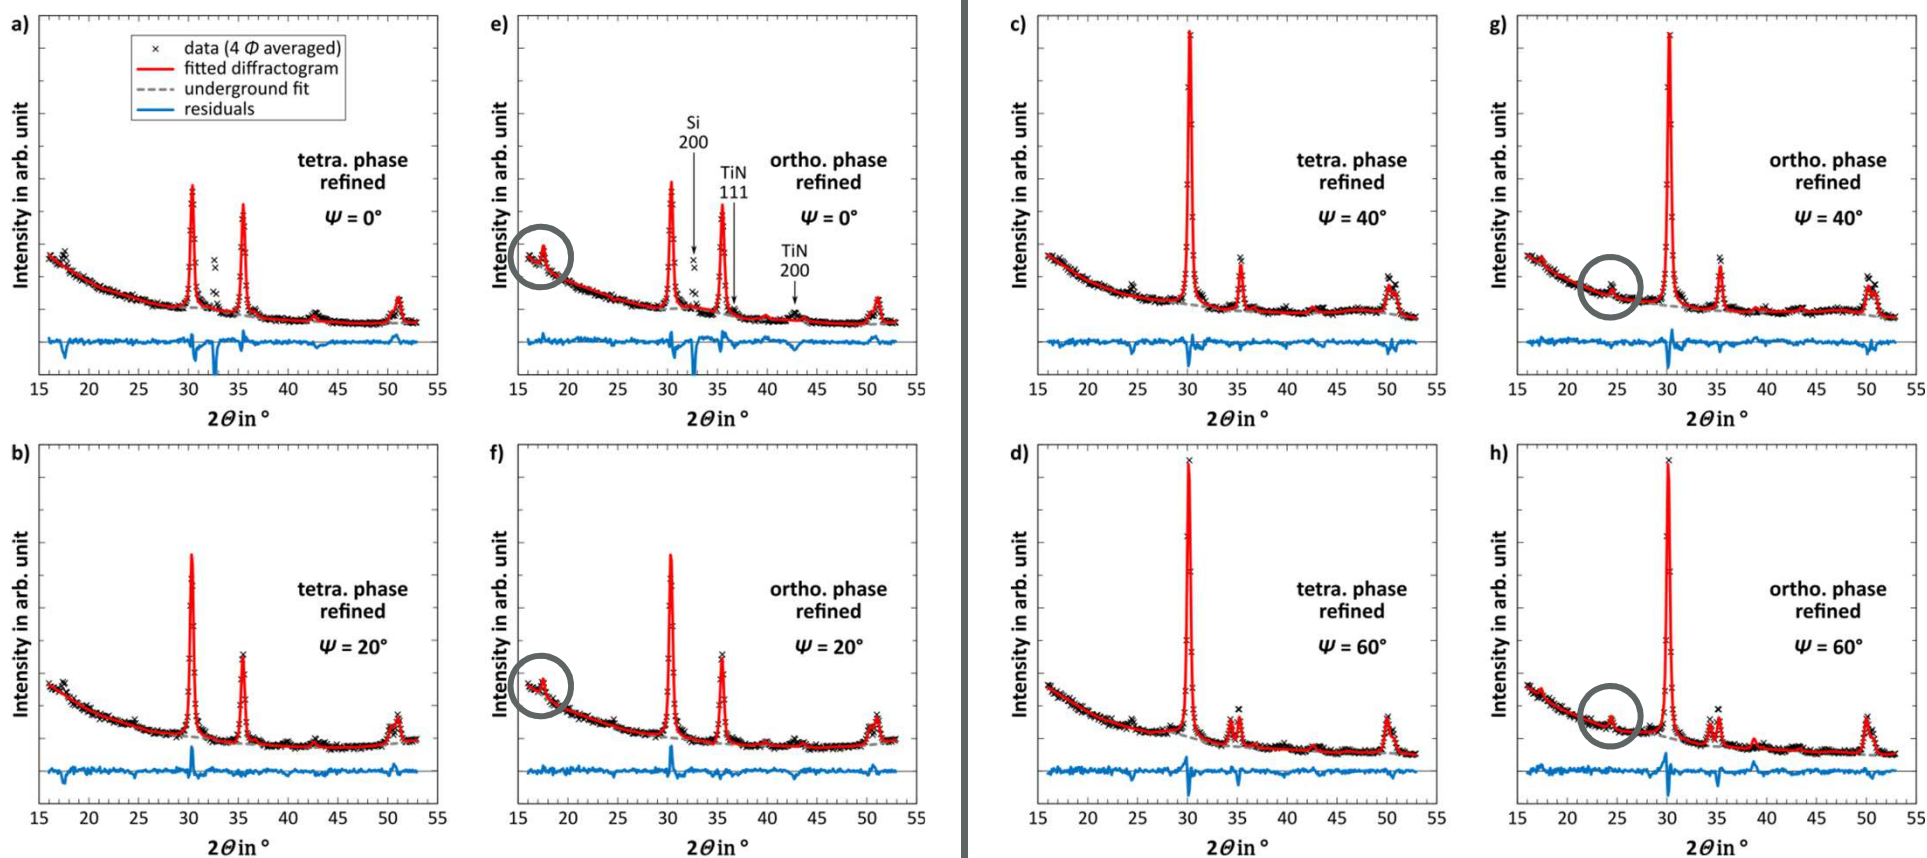 a)
× data (4 Φ averaged)
fitted diffractogram
underground fit
residuals
tetra. phase
refined
Ψ = 0°
Intensity in arb. unit
15 20 25 30 35 40 45 50 55
2Θ in °
e)
Si
200
TiN
111
TiN
200
ortho. phase
refined
Ψ = 0°
Intensity in arb. unit
15 20 25 30 35 40 45 50 55
2Θ in °
c)
tetra. phase
refined
Ψ = 40°
Intensity in arb. unit
15 20 25 30 35 40 45 50 55
2Θ in °
g)
ortho. phase
refined
Ψ = 40°
Intensity in arb. unit
15 20 25 30 35 40 45 50 55
2Θ in °
b)
tetra. phase
refined
Ψ = 20°
Intensity in arb. unit
15 20 25 30 35 40 45 50 55
2Θ in °
f)
ortho. phase
refined
Ψ = 20°
Intensity in arb. unit
15 20 25 30 35 40 45 50 55
2Θ in °
d)
tetra. phase
refined
Ψ = 60°
Intensity in arb. unit
15 20 25 30 35 40 45 50 55
2Θ in °
h)
ortho. phase
refined
Ψ = 60°
Intensity in arb. unit
15 20 25 30 35 40 45 50 55
2Θ in °